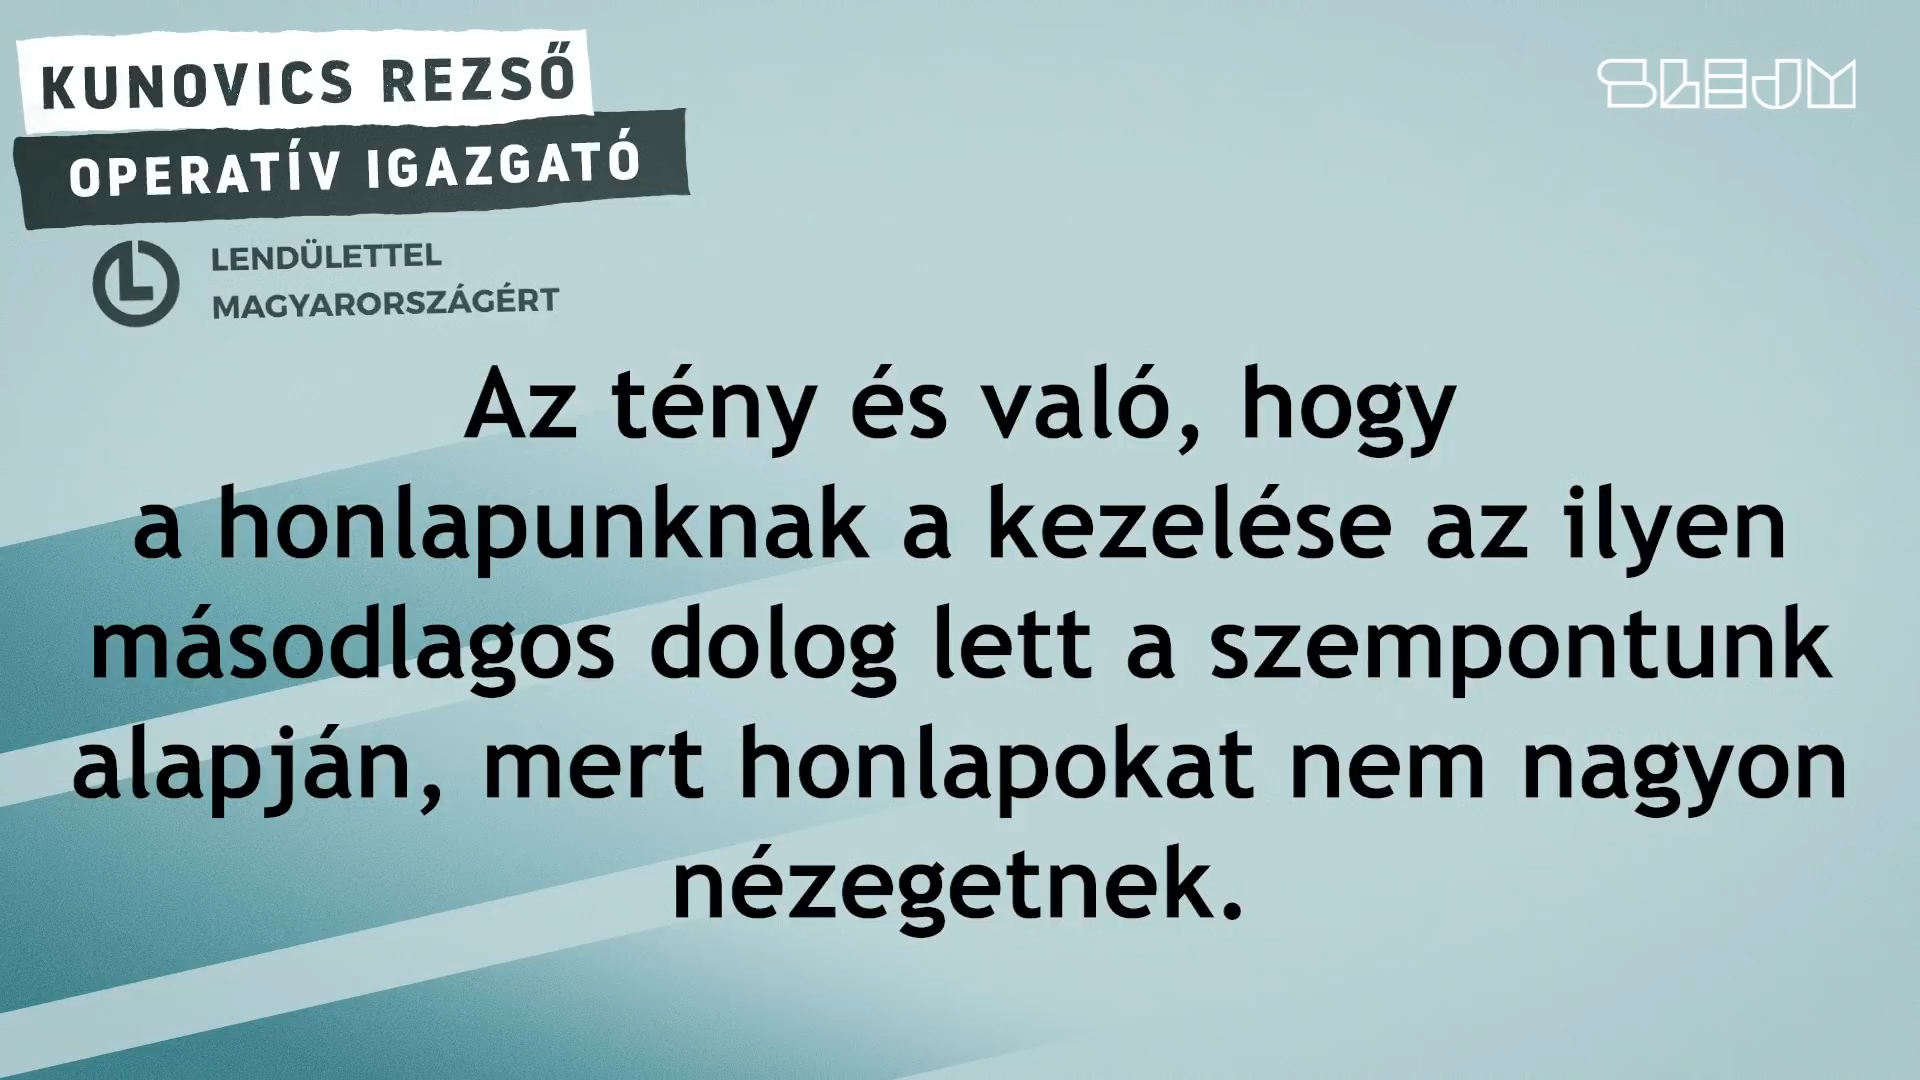 KUNOVICS REZSŐ
OPERATÍV IGAZGATÓ
LENDÜLETTEL
MAGYARORSZÁGÉRT
SLEJM
Az tény és való, hogy
a honlapunknak a kezelése az ilyen
másodlagos dolog lett a szempontunk
alapján, mert honlapokat nem nagyon
nézegetnek.